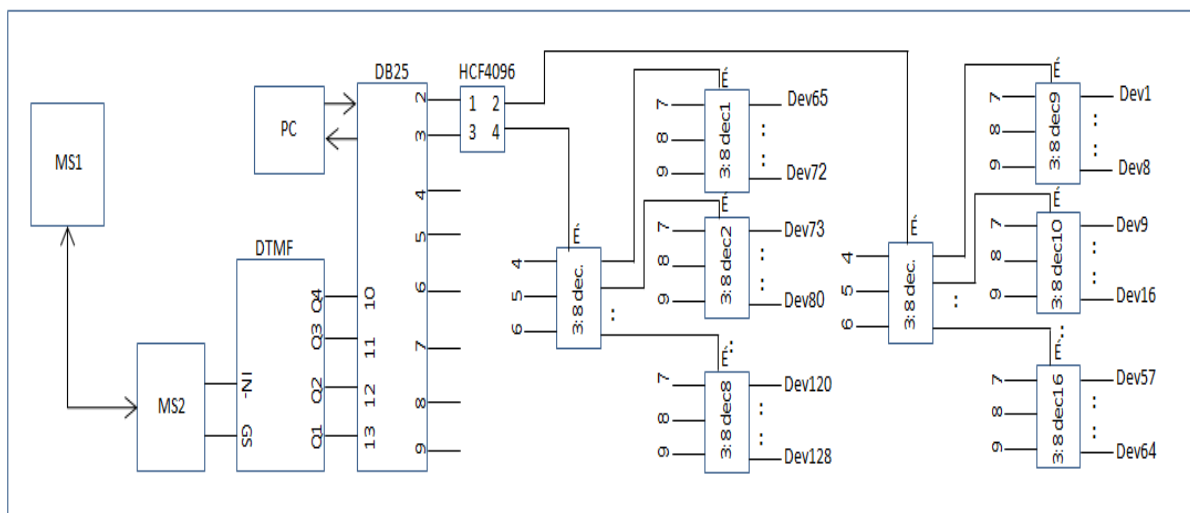 MS1
PC
MS2
DTMF
IN-
GS
Q4
Q3
Q2
Q1
DB25
2
3
4
5
6
7
8
9
10
11
12
13
HCF4096
1 2
3 4
É
4
5
6
3:8 dec.
:
É
7
8
9
3:8 dec1
Dev65
:
:
Dev72
É
7
8
9
3:8 dec2
Dev73
:
:
Dev80
:
É
7
8
9
3:8 dec8
Dev120
:
:
Dev128
É
4
5
6
3:8 dec.
:
É
7
8
9
3:8 dec9
Dev1
:
:
Dev8
É
7
8
9
3:8 dec10
Dev9
:
:
Dev16
:
É
7
8
9
3:8 dec16
Dev57
:
:
Dev64